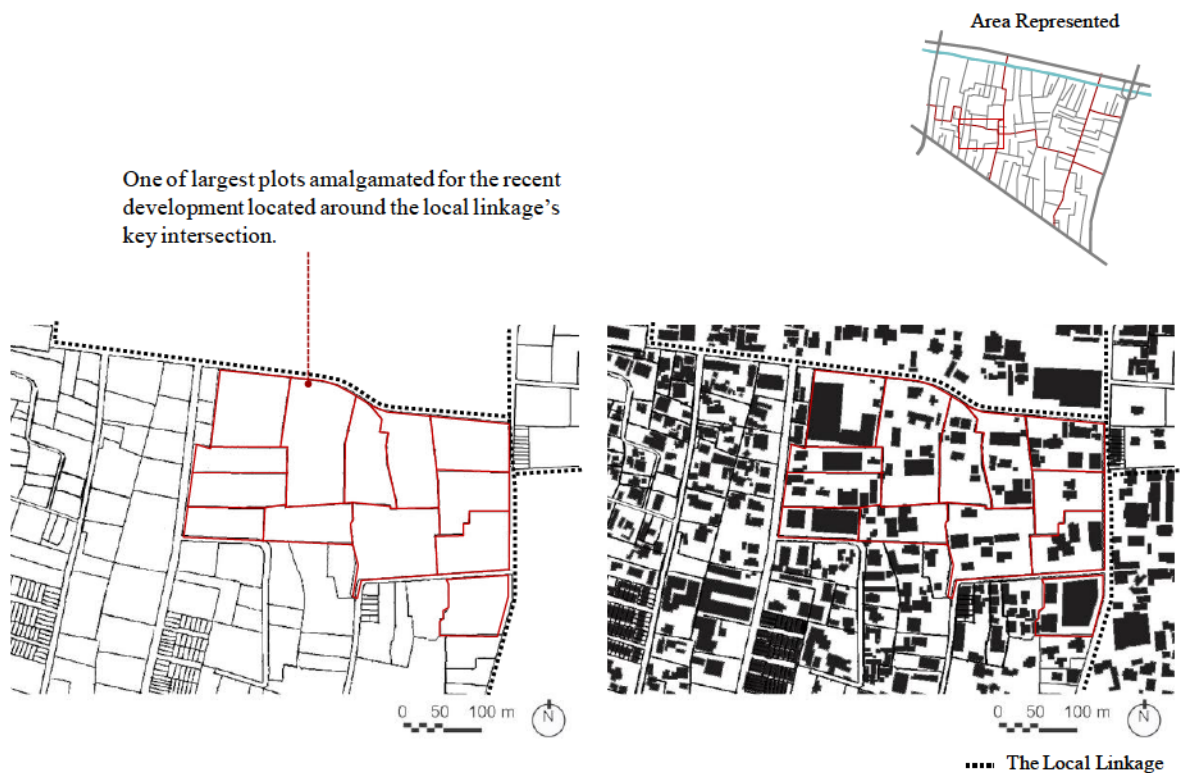 Area Represented
One of largest plots amalgamated for the recent
development located around the local linkage’s
key intersection.
0 50 100 m
N
0 50 100 m
N
The Local Linkage